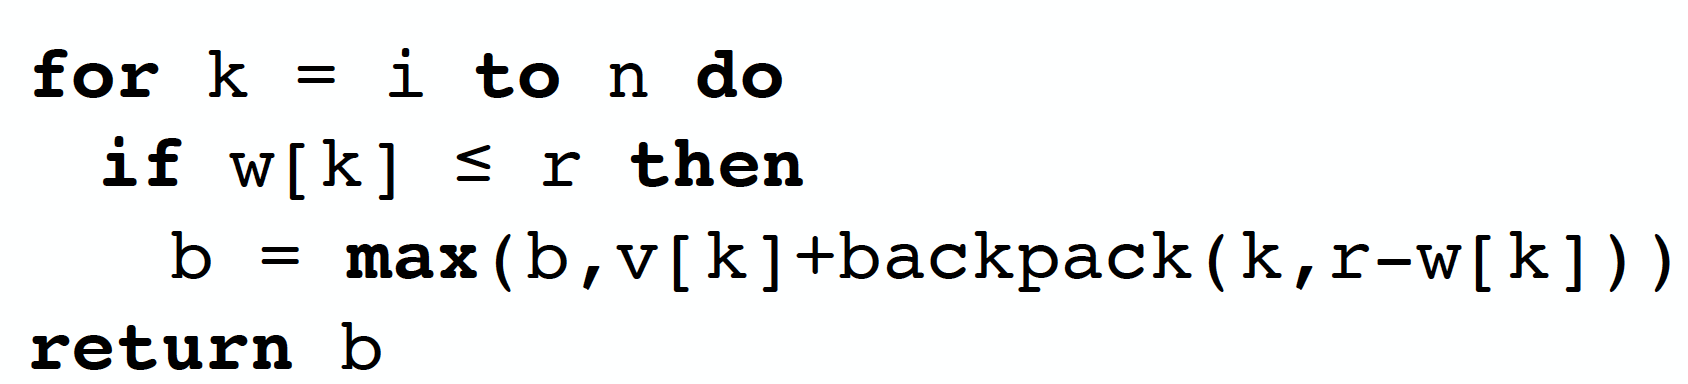 for k = i to n do
if w[k] ≤ r then
b = max(b,v[k]+backpack(k,r-w[k]))
return b